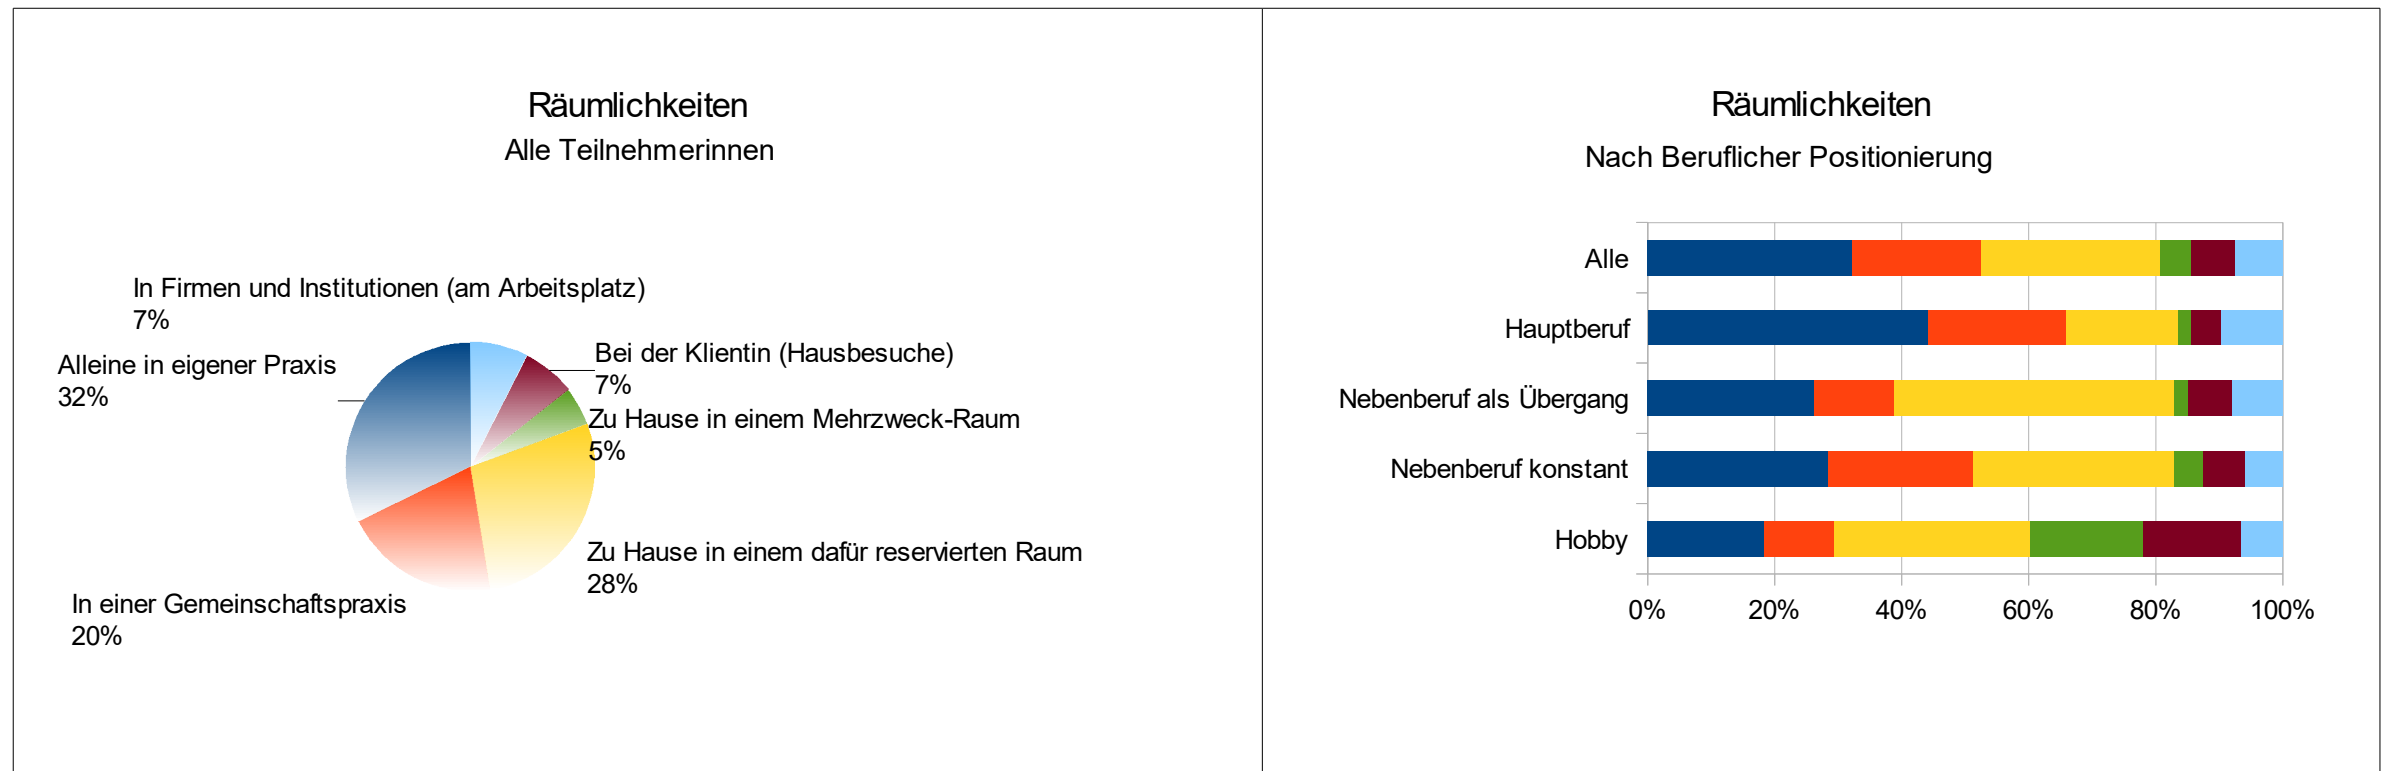 Räumlichkeiten
Alle Teilnehmerinnen
In Firmen und Institutionen (am Arbeitsplatz)
7%
Alleine in eigener Praxis
32%
Bei der Klientin (Hausbesuche)
7%
Zu Hause in einem Mehrzweck-Raum
5%
Zu Hause in einem dafür reservierten Raum
28%
In einer Gemeinschaftspraxis
20%
Räumlichkeiten
Nach Beruflicher Positionierung
Alle
Hauptberuf
Nebenberuf als Übergang
Nebenberuf konstant
Hobby
0% 20% 40% 60% 80% 100%